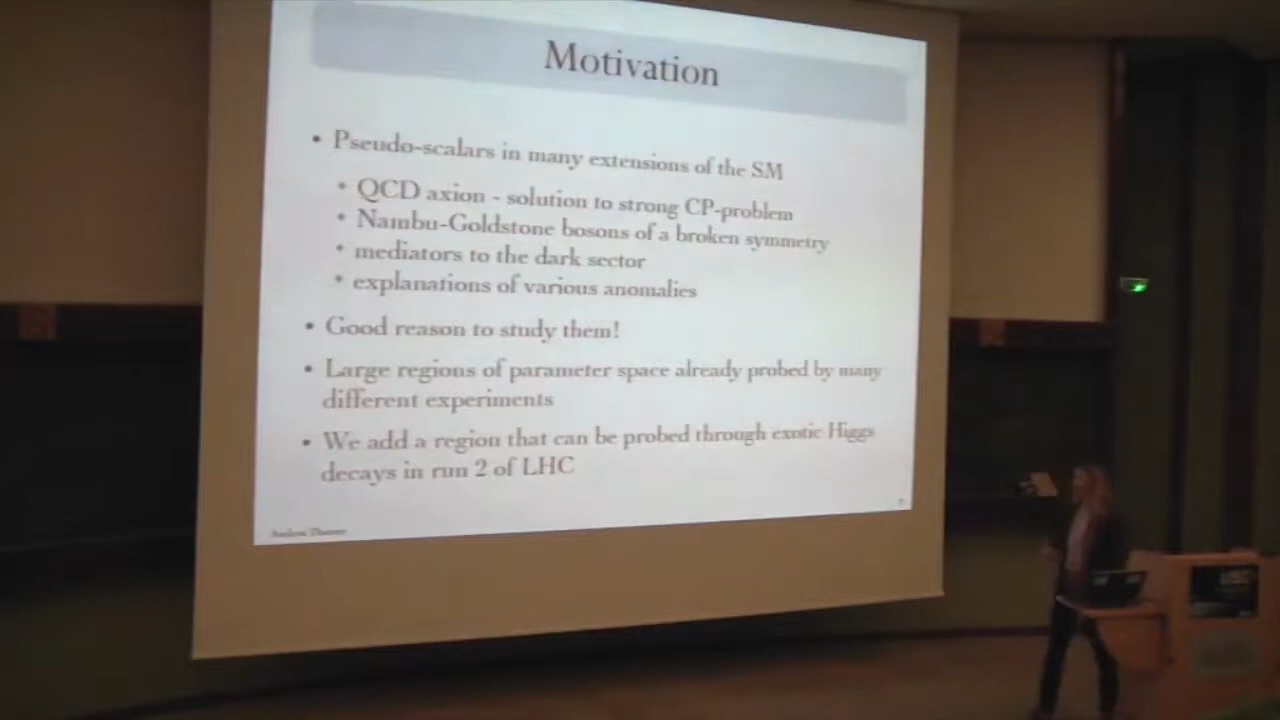 Motivation
• Pseudo-scalars in many extensions of the SM
• QCD axion - solution to strong CP-problem
• Nambu-Goldstone bosons of a broken symmetry
• mediators to the dark sector
• explanations of various anomalies
• Good reason to study them!
• Large regions of parameter space already probed by many
different experiments
• We add a region that can be probed through exotic Higgs
decays in run 2 of LHC